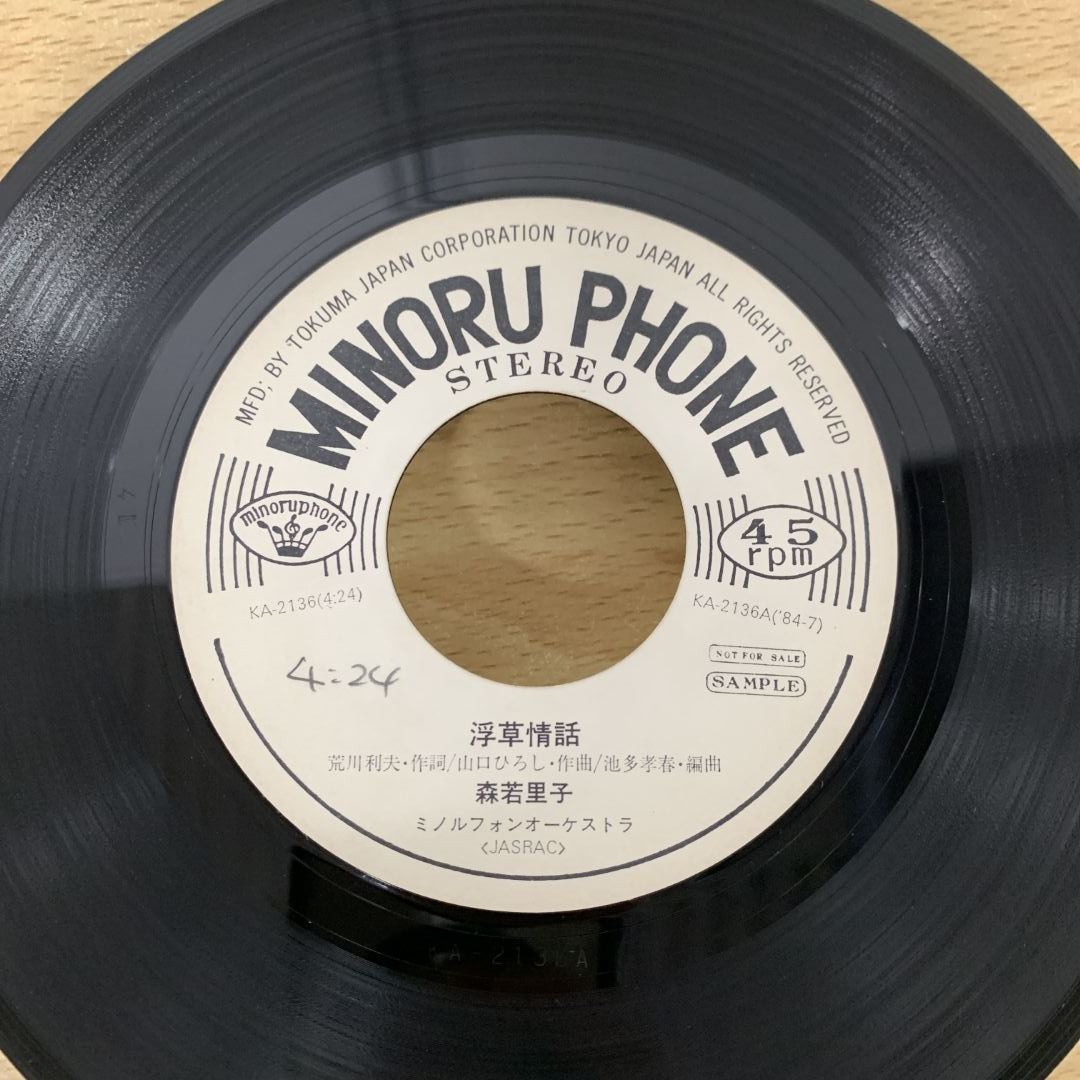 MFD; BY TOKUMA JAPAN CORPORATION TOKYO JAPAN ALL RIGHTS RESERVED
MINORU PHONE
STEREO
minoruphone
45
rpm
KA-2136(4:24)
KA-2136A('84-7)
NOT FOR SALE
SAMPLE
4:24
浮草情話
荒川利夫・作詞/山口ひろし・作曲/池多孝春・編曲
森若里子
ミノルフォンオーケストラ
〈JASRAC〉